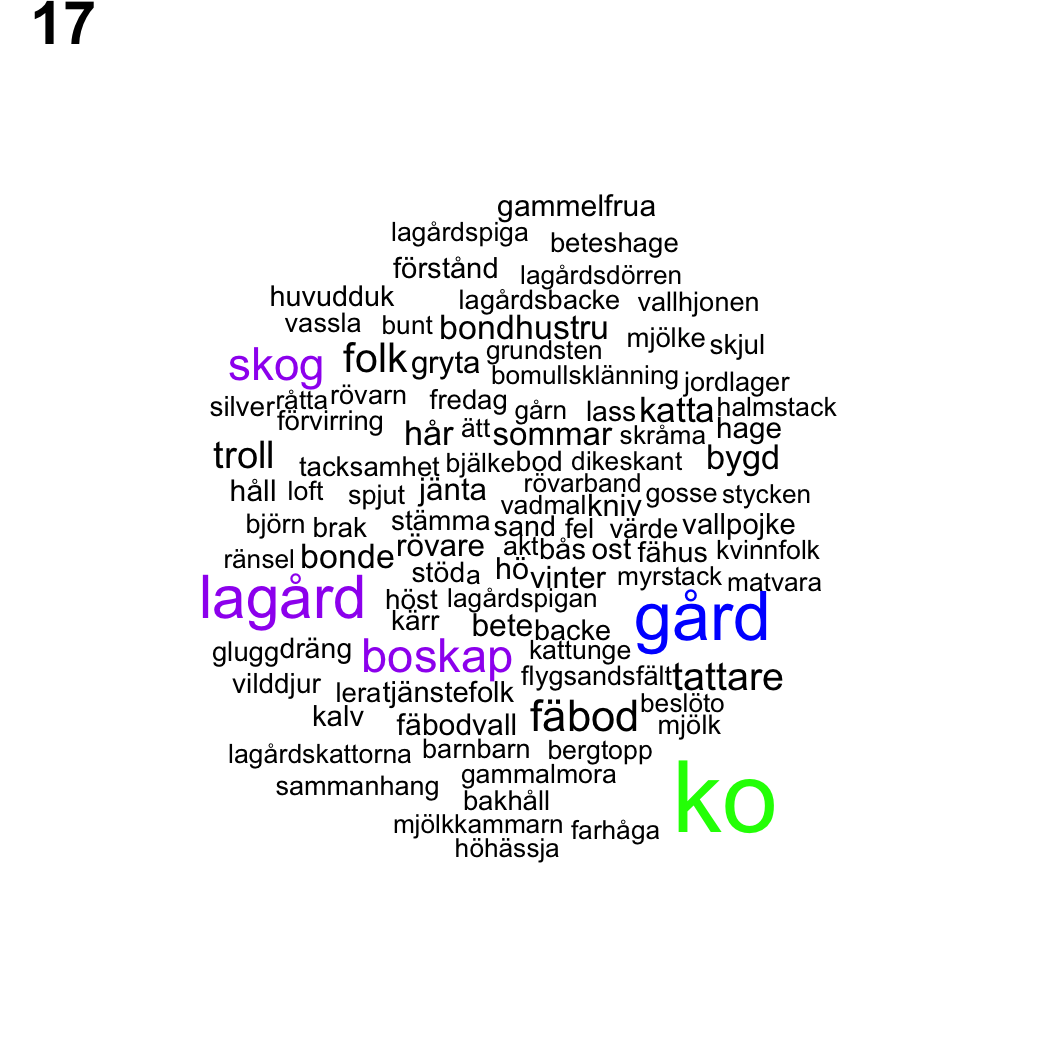 17
gammelfrua
lagårdspiga beteshage
förstånd lagårdsdörren
huvudduk lagårdsbacke vallhjonen
vassla bunt bondhustru mjölke skjul
skog folk gryta grundsten
bomullsklänning jordlager
silver råtta rövarn fredag gårn lass katta halmstack
förvirring hår ätt sommar skråma hage
troll tacksamhet bjälke bod dikeskant bygd
håll loft spjut jänta rövarband gosse stycken
vadmal kniv
björn brak stämma sand fel värde vallpojke
ränsel bonde rövare akt bås ost fähus kvinnfolk
stöda hö vinter myrstack matvara
lagård höst lagårdspigan gård
kärr bete backe
glugg dräng boskap kattunge
vilddjur lera tjänstefolk flygsandsfält tattare
kalv fäbodvall fäbod beslöto
mjölk
lagårdskattorna barnbarn bergtopp
sammanhang gammalmora ko
bakhåll
mjölkkammarn farhåga
höhässja